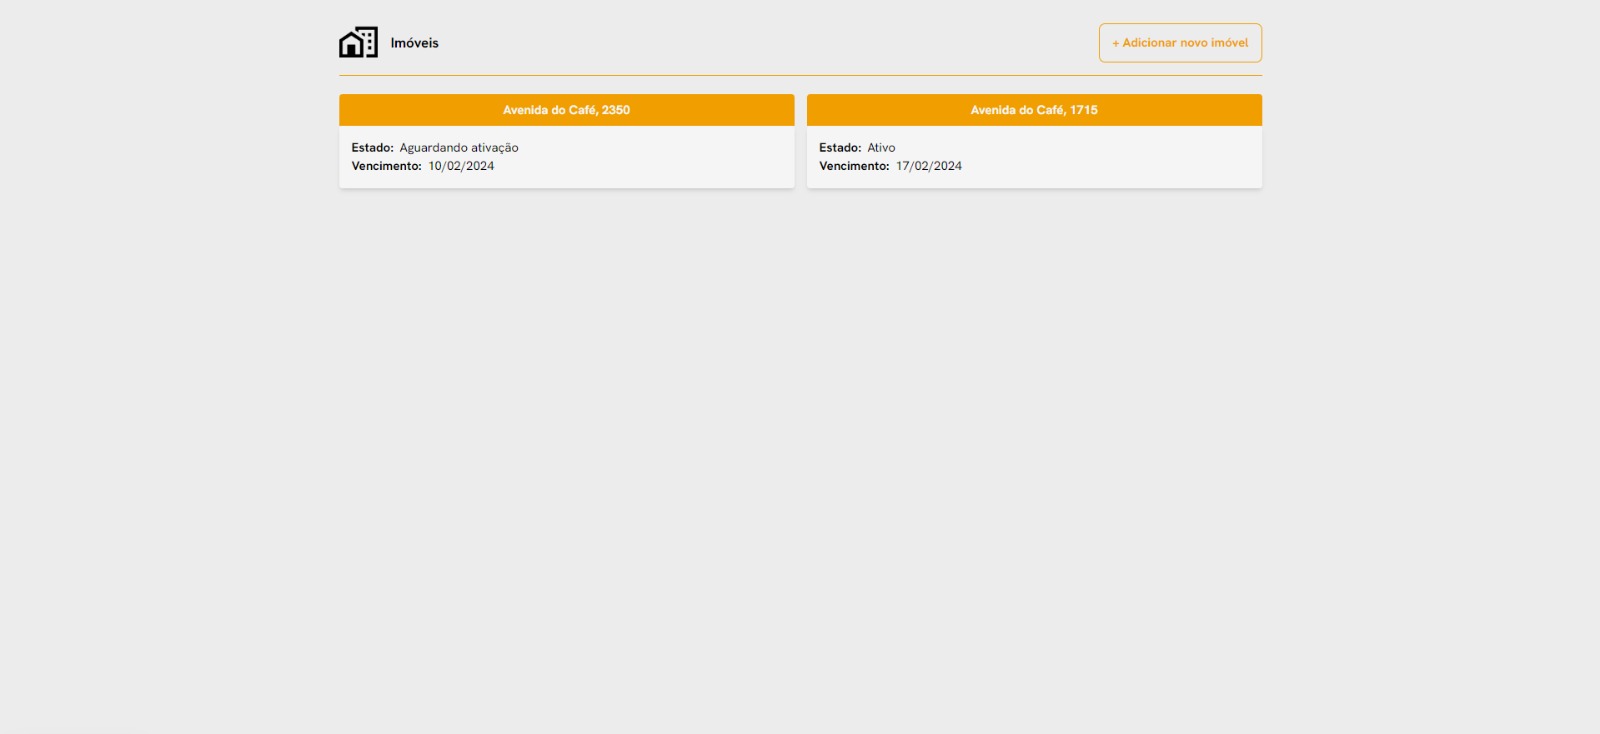 Imóveis
+ Adicionar novo imóvel
Avenida do Café, 2350
Estado: Aguardando ativação
Vencimento: 10/02/2024
Avenida do Café, 1715
Estado: Ativo
Vencimento: 17/02/2024